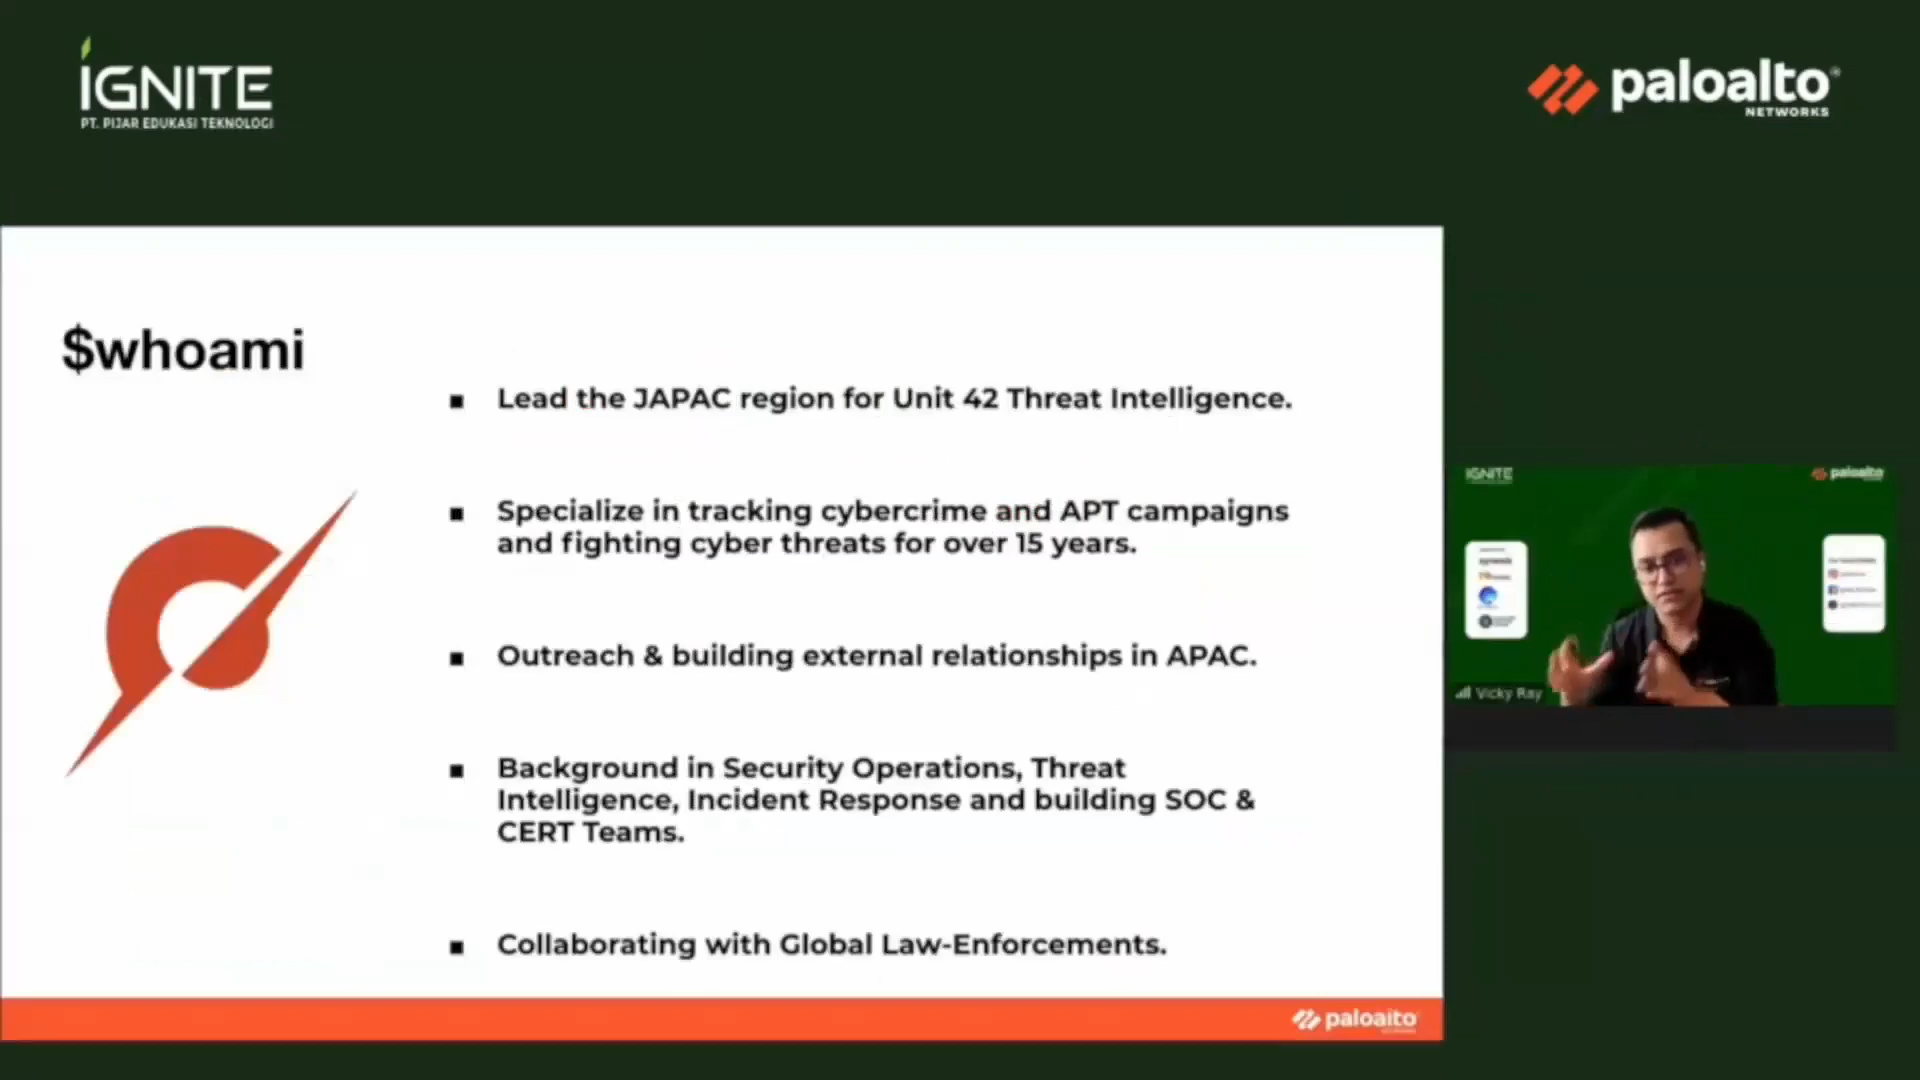 IGNITE
PT. PIJAR EDUKASI TEKNOLOGI
paloalto®
NETWORKS
$whoami
■ Lead the JAPAC region for Unit 42 Threat Intelligence.
■ Specialize in tracking cybercrime and APT campaigns
and fighting cyber threats for over 15 years.
■ Outreach & building external relationships in APAC.
■ Background in Security Operations, Threat
Intelligence, Incident Response and building SOC &
CERT Teams.
■ Collaborating with Global Law-Enforcements.
paloalto
IGNITE
paloalto
Vicky Ray